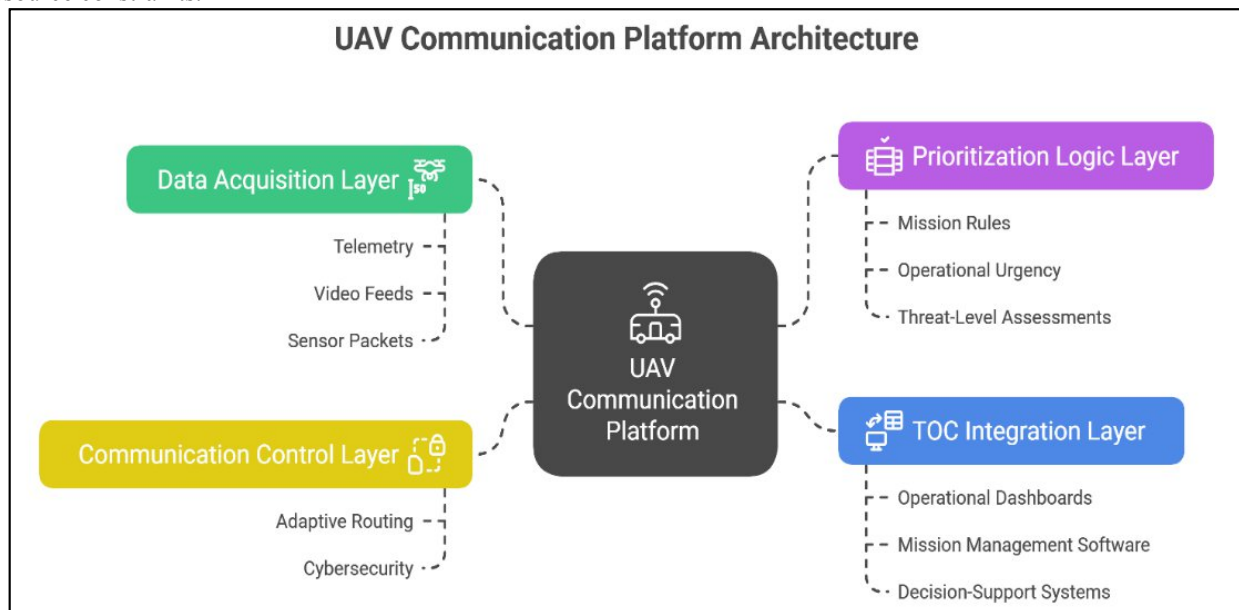 UAV Communication Platform Architecture
Data Acquisition Layer
Telemetry
Video Feeds
Sensor Packets
Communication Control Layer
Adaptive Routing
Cybersecurity
UAV
Communication
Platform
Prioritization Logic Layer
Mission Rules
Operational Urgency
Threat-Level Assessments
TOC Integration Layer
Operational Dashboards
Mission Management Software
Decision-Support Systems